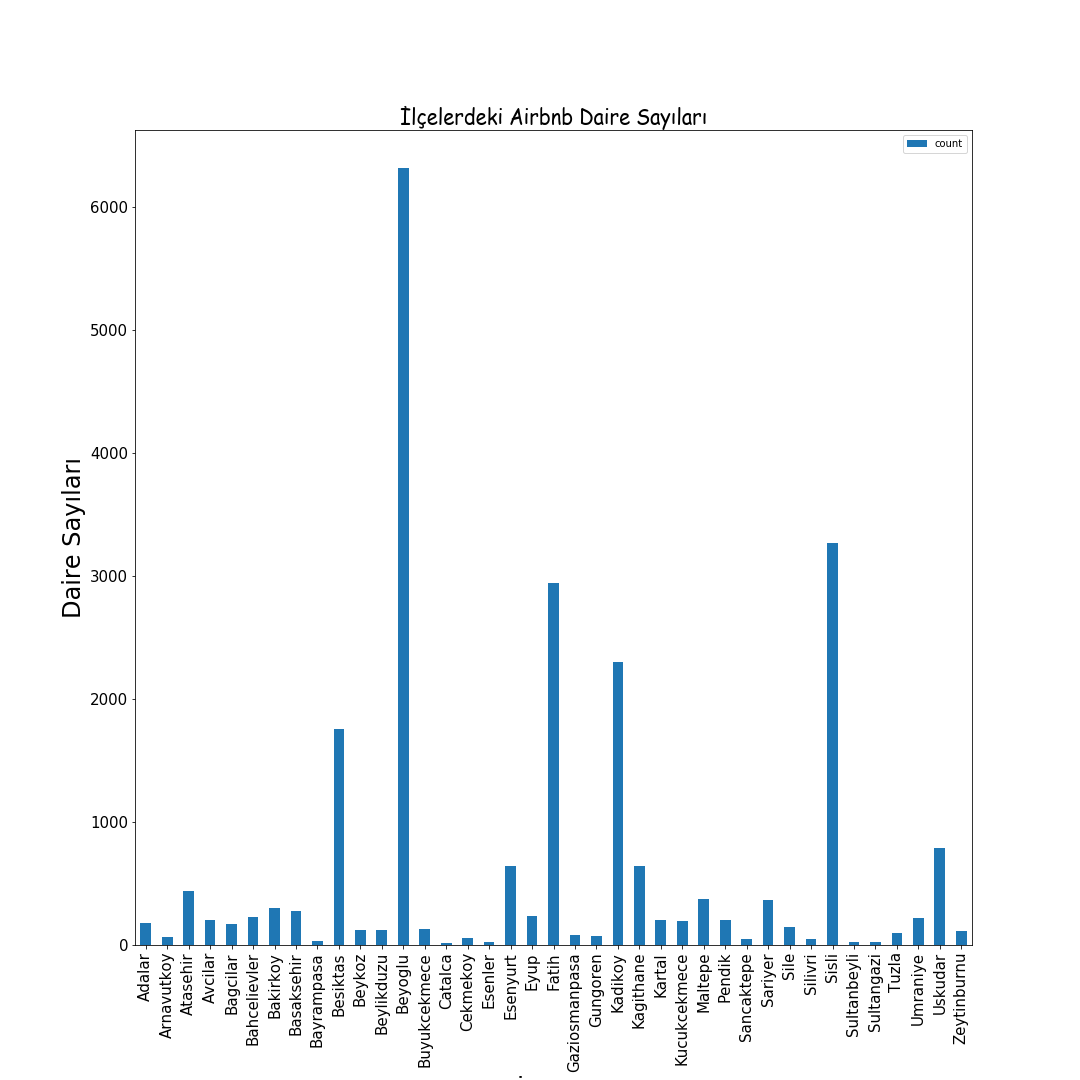 İlçelerdeki Airbnb Daire Sayıları
count
Daire Sayıları
6000
5000
4000
3000
2000
1000
0
Adalar
Arnavutkoy
Atasehir
Avcilar
Bagcilar
Bahcelievler
Bakirkoy
Basaksehir
Bayrampasa
Besiktas
Beykoz
Beylikduzu
Beyoglu
Buyukcekmece
Catalca
Cekmekoy
Esenler
Esenyurt
Eyup
Fatih
Gaziosmanpasa
Gungoren
Kadikoy
Kagithane
Kartal
Kucukcekmece
Maltepe
Pendik
Sancaktepe
Sariyer
Sile
Silivri
Sisli
Sultanbeyli
Sultangazi
Tuzla
Umraniye
Uskudar
Zeytinburnu